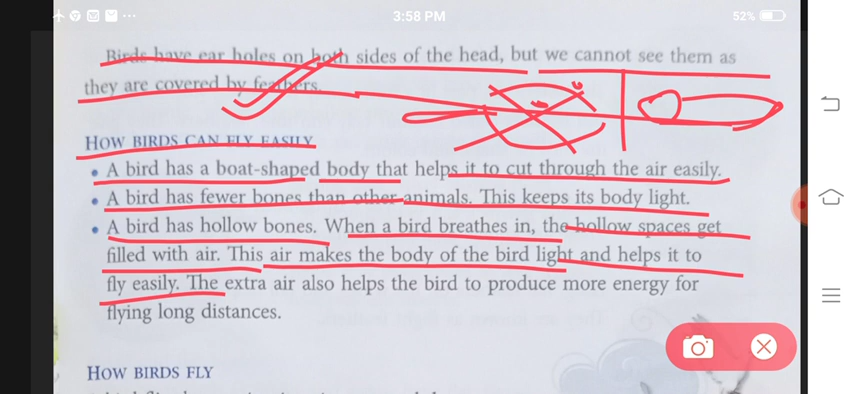 3:58 PM
52%
Birds have ear holes on both sides of the head, but we cannot see them as
they are covered by feathers.
HOW BIRDS CAN FLY EASILY
• A bird has a boat-shaped body that helps it to cut through the air easily.
• A bird has fewer bones than other animals. This keeps its body light.
• A bird has hollow bones. When a bird breathes in, the hollow spaces get
filled with air. This air makes the body of the bird light and helps it to
fly easily. The extra air also helps the bird to produce more energy for
flying long distances.
HOW BIRDS FLY